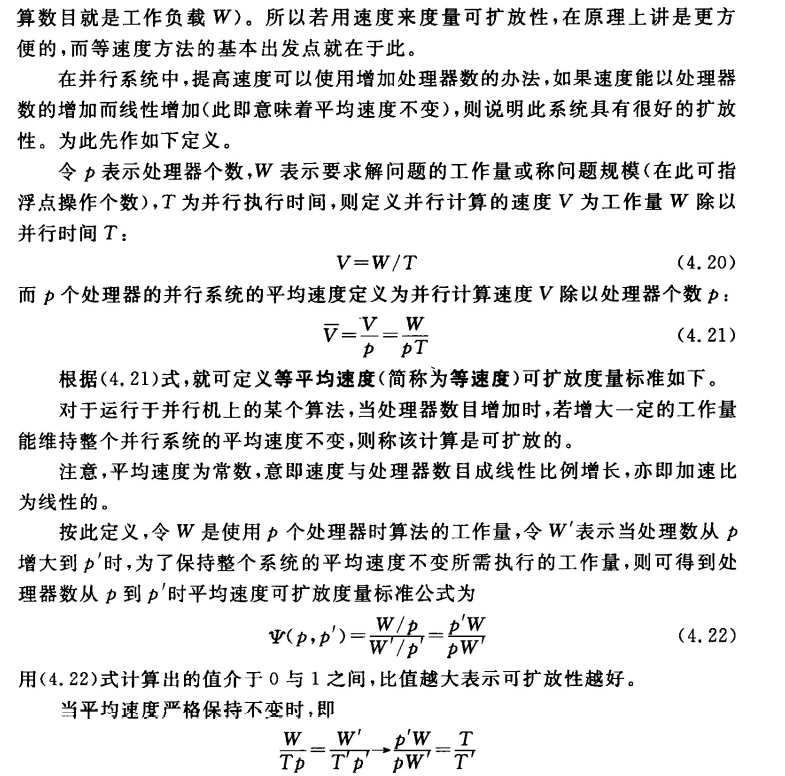 算数目就是工作负载 W)。所以若用速度来度量可扩放性,在原理上讲是更方
便的,而等速度方法的基本出发点就在于此。
在并行系统中,提高速度可以使用增加处理器数的办法,如果速度能以处理器
数的增加而线性增加(此即意味着平均速度不变),则说明此系统具有很好的扩放
性。为此先作如下定义。
令 p 表示处理器个数,W 表示要求解问题的工作量或称问题规模(在此可指
浮点操作个数),T 为并行执行时间,则定义并行计算的速度 V 为工作量 W 除以
并行时间 T:
V=W/T (4.20)
而 p 个处理器的并行系统的平均速度定义为并行计算速度 V 除以处理器个数 p:
V̅=V/p=W/pT (4.21)
根据(4.21)式,就可定义等平均速度(简称为等速度)可扩放度量标准如下。
对于运行于并行机上的某个算法,当处理器数目增加时,若增大一定的工作量
能维持整个并行系统的平均速度不变,则称该计算是可扩放的。
注意,平均速度为常数,意即速度与处理器数目成线性比例增长,亦即加速比
为线性的。
按此定义,令 W 是使用 p 个处理器时算法的工作量,令 W′表示当处理数从 p
增大到 p′时,为了保持整个系统的平均速度不变所需执行的工作量,则可得到处
理器数从 p 到 p′时平均速度可扩放度量标准公式为
Ψ(p,p′)=(W/p)/(W′/p′)=p′W/pW′ (4.22)
用(4.22)式计算出的值介于 0 与 1 之间,比值越大表示可扩放性越好。
当平均速度严格保持不变时,即
W/Tp=W′/T′p′→p′W/pW′=T/T′